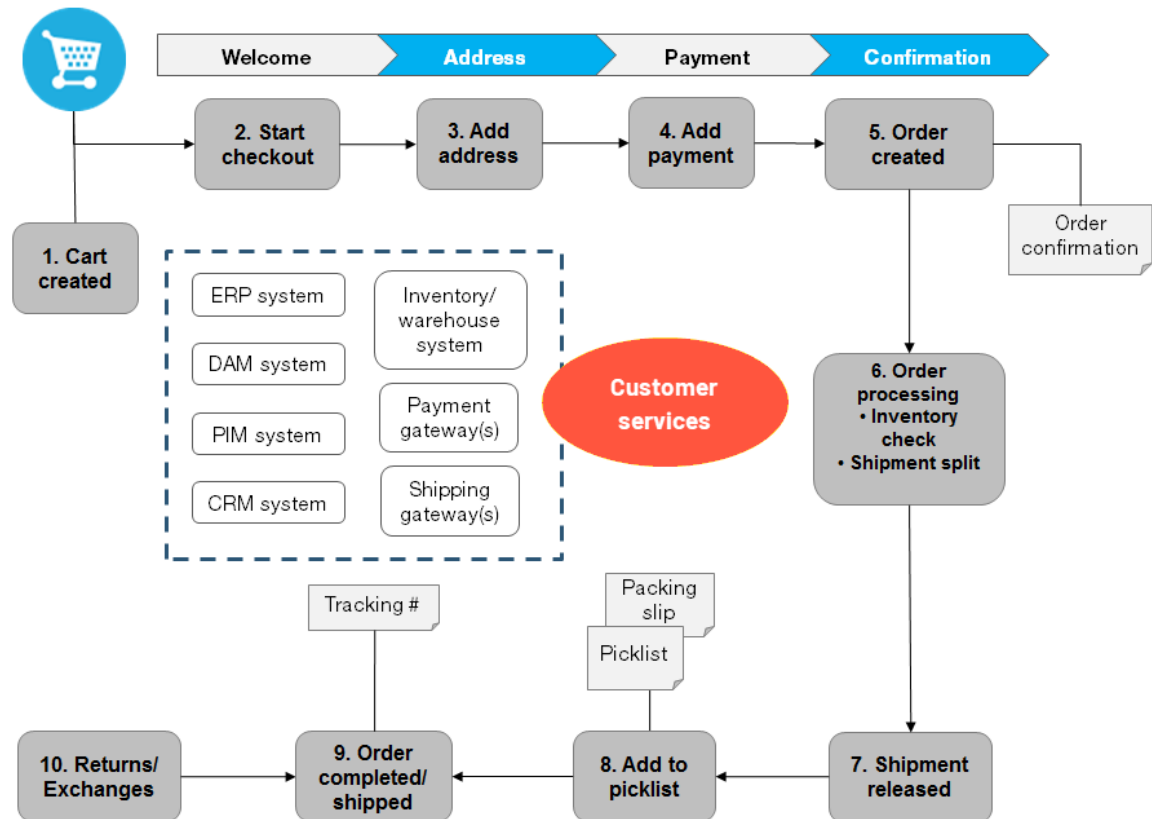 Welcome
Address
Payment
Confirmation
2. Start
checkout
3. Add
address
4. Add
payment
5. Order
created
1. Cart
created
Order
confirmation
ERP system
DAM system
PIM system
CRM system
Inventory/
warehouse
system
Payment
gateway(s)
Shipping
gateway(s)
Customer
services
6. Order
processing
• Inventory
check
• Shipment split
Tracking #
Packing
slip
Picklist
10. Returns/
Exchanges
9. Order
completed/
shipped
8. Add to
picklist
7. Shipment
released